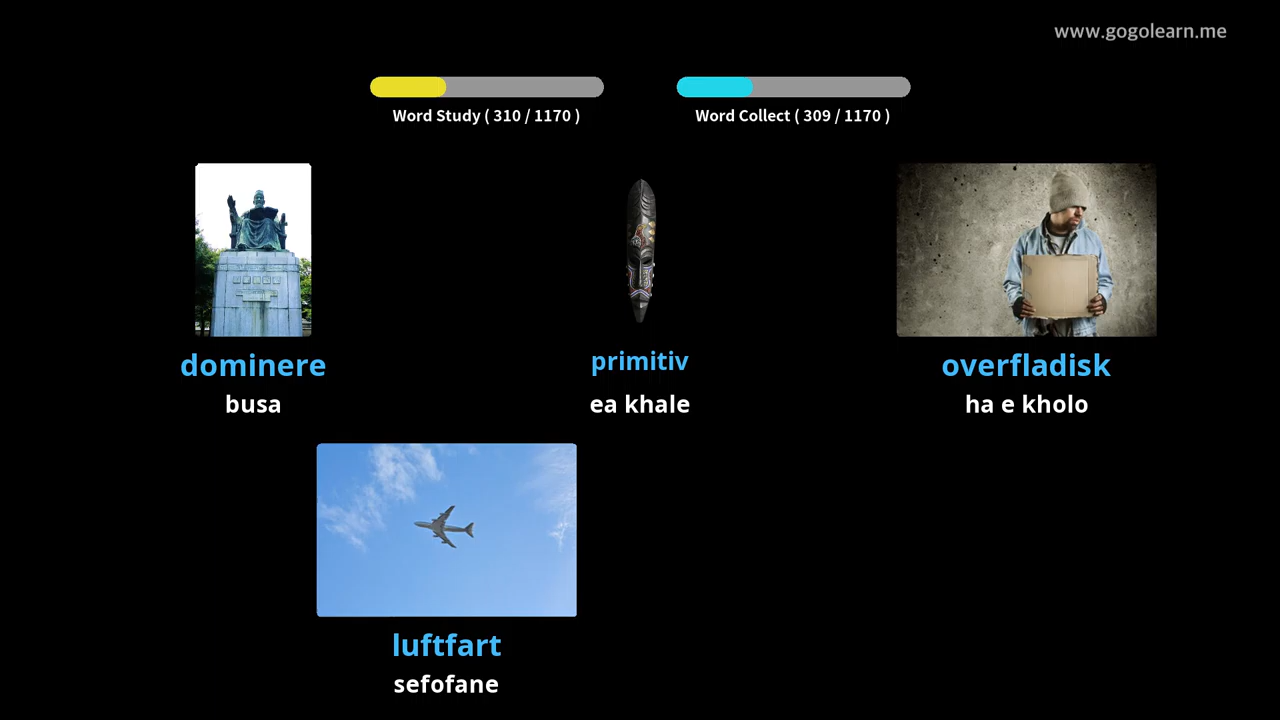 www.gogolearn.me
Word Study ( 310 / 1170 )
Word Collect ( 309 / 1170 )
dominere
busa
primitiv
ea khale
overfladisk
ha e kholo
luftfart
sefofane